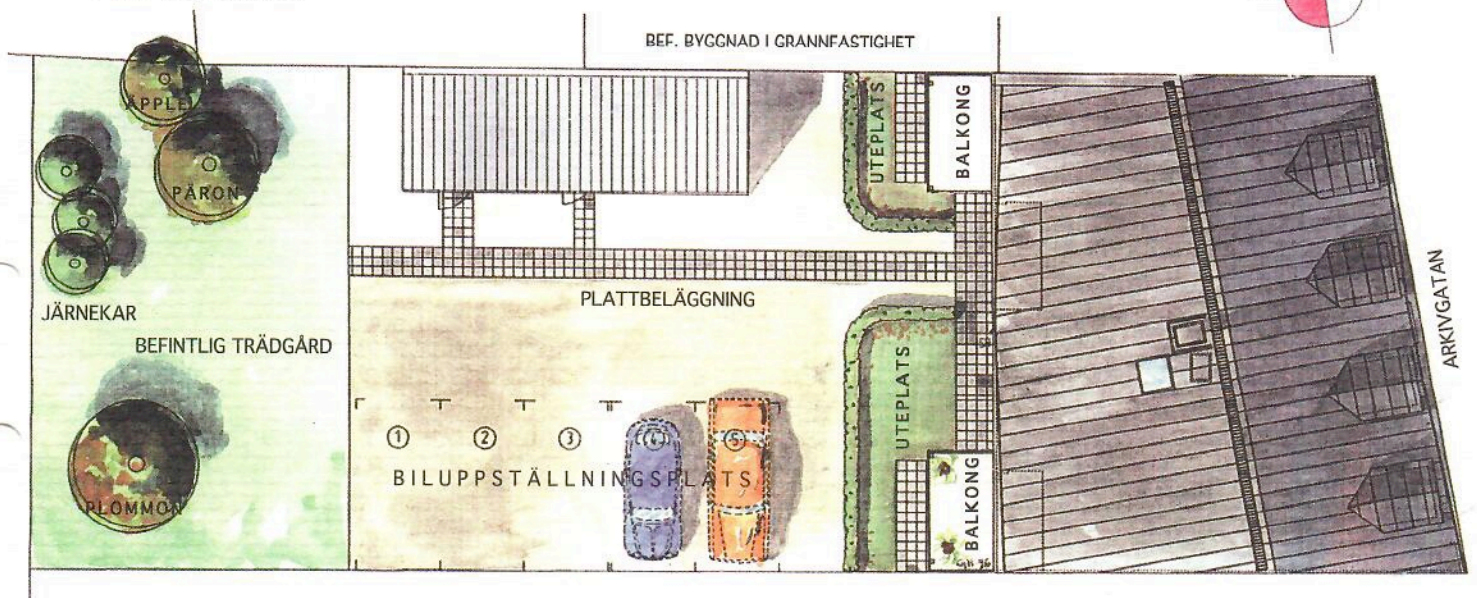 BEF. BYGGNAD I GRANNFASTIGHET
ÄPPLE
PÄRON
UTEPLATS
BALKONG
JÄRNEKAR
BEFINTLIG TRÄDGÅRD
PLATTBELÄGGNING
ARKIVGATAN
1 2 3 4 5
BILUPPSTÄLLNINGSPLATS
UTEPLATS
BALKONG
PLOMMON